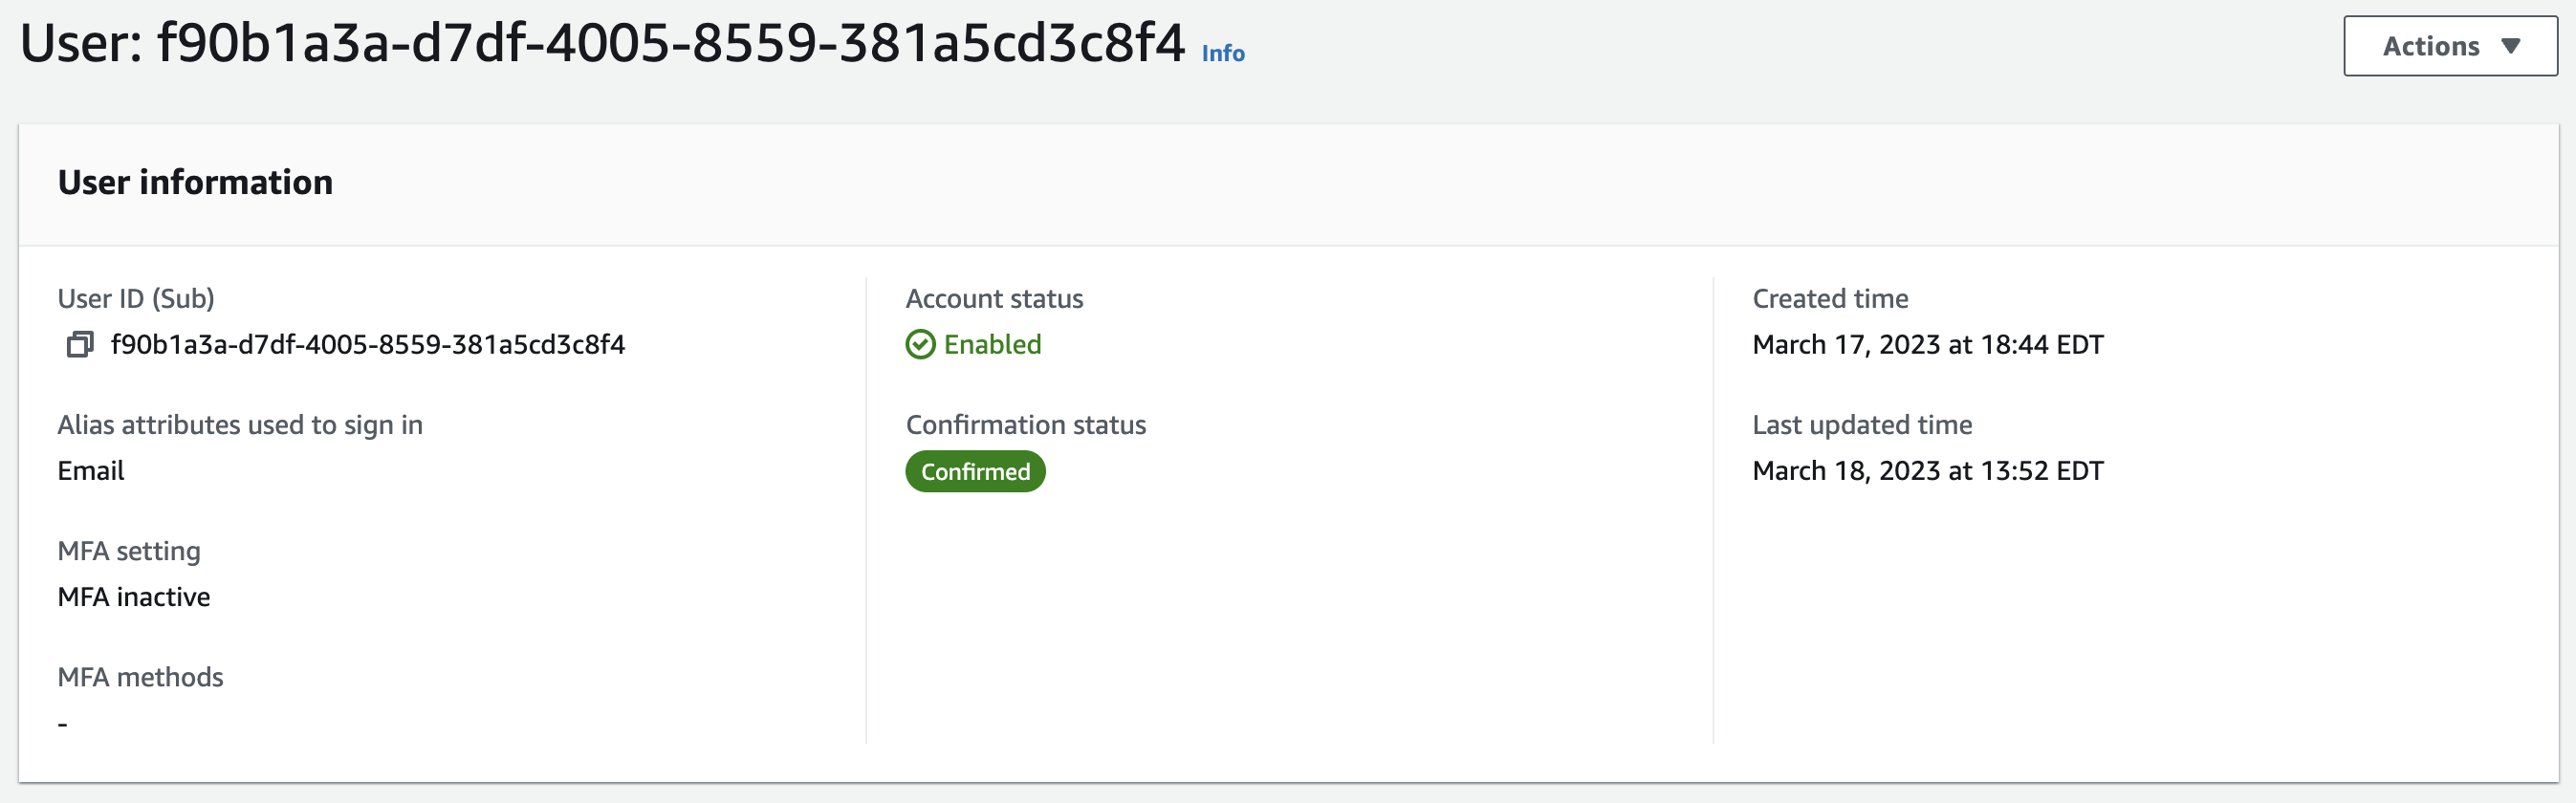 User: f90b1a3a-d7df-4005-8559-381a5cd3c8f4 Info
Actions
User information
User ID (Sub)
f90b1a3a-d7df-4005-8559-381a5cd3c8f4
Alias attributes used to sign in
Email
MFA setting
MFA inactive
MFA methods
-
Account status
Enabled
Confirmation status
Confirmed
Created time
March 17, 2023 at 18:44 EDT
Last updated time
March 18, 2023 at 13:52 EDT